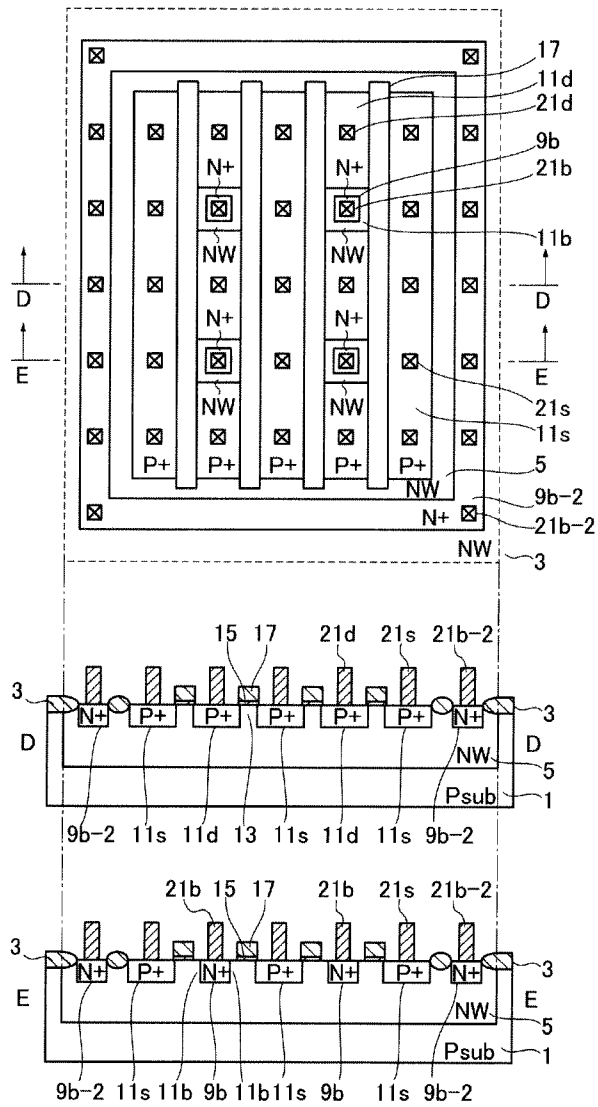 17
11d
21d
9b
21b
11b
N+ N+
NW NW
D D
N+ N+
E E
NW NW
21s
11s
5
P+ P+ P+ P+ P+
NW
9b-2
N+
21b-2
NW
3
15 17 21d 21s 21b-2
3 3
N+ P+ P+ P+ P+ P+ N+
D D
NW 5
Psub 1
9b-2 11s 11d 13 11s 11d 11s 9b-2
21b 15 17 21b 21s 21b-2
3 3
N+ P+ N+ P+ N+ P+ N+
E E
NW 5
Psub 1
9b-2 11s 11b 9b 11b 11s 9b 11s 9b-2